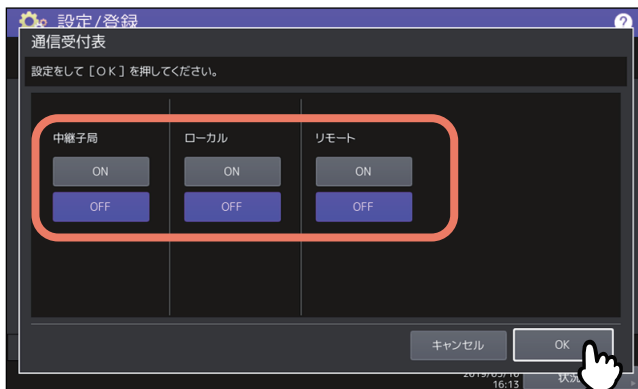 設定/登録
?
通信受付表
設定をして [OK] を押してください。
中継子局 ローカル リモート
ON ON ON
OFF OFF OFF
キャンセル OK
16:13